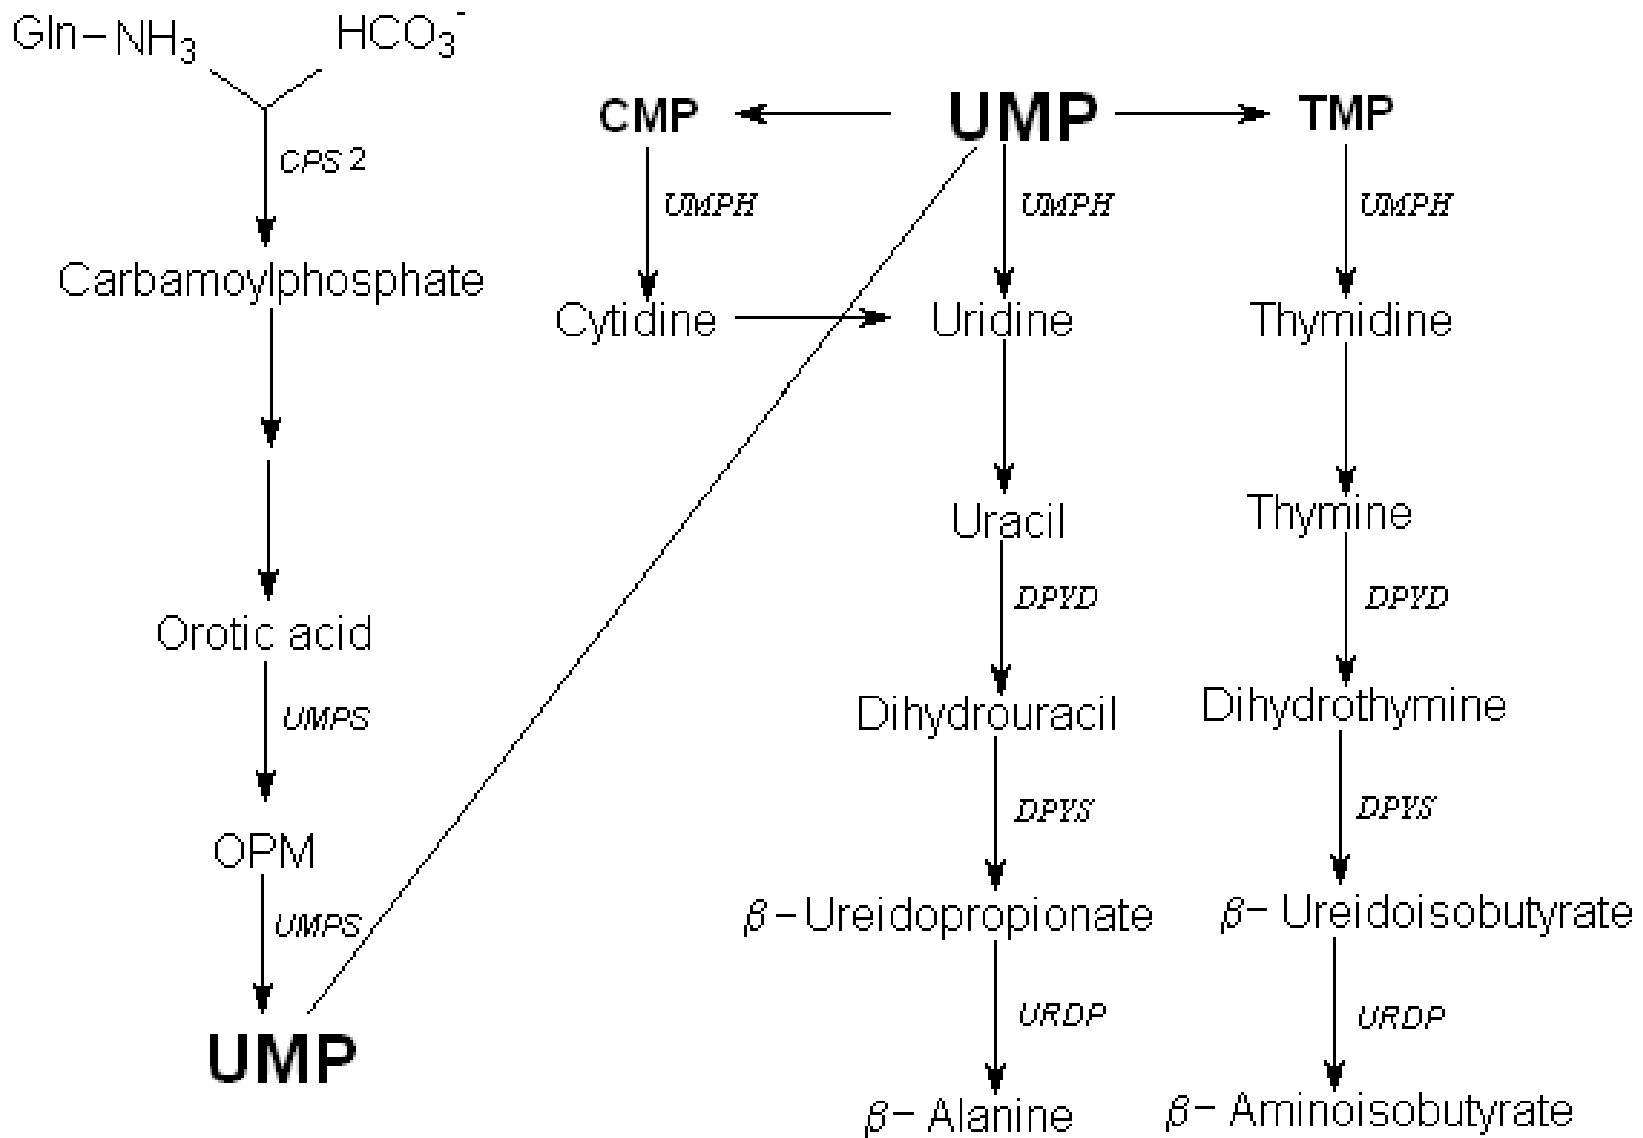 Gln–NH3
HCO3-
CPS 2
Carbamoylphosphate
Orotic acid
UMPS
OPM
UMPS
UMP
CMP
UMP
TMP
UMPH
UMPH
UMPH
Cytidine
Uridine
Thymidine
Uracil
Thymine
DPYD
DPYD
Dihydrouracil
Dihydrothymine
DPYS
DPYS
β–Ureidopropionate
β– Ureidoisobutyrate
URDP
URDP
β– Alanine
β– Aminoisobutyrate